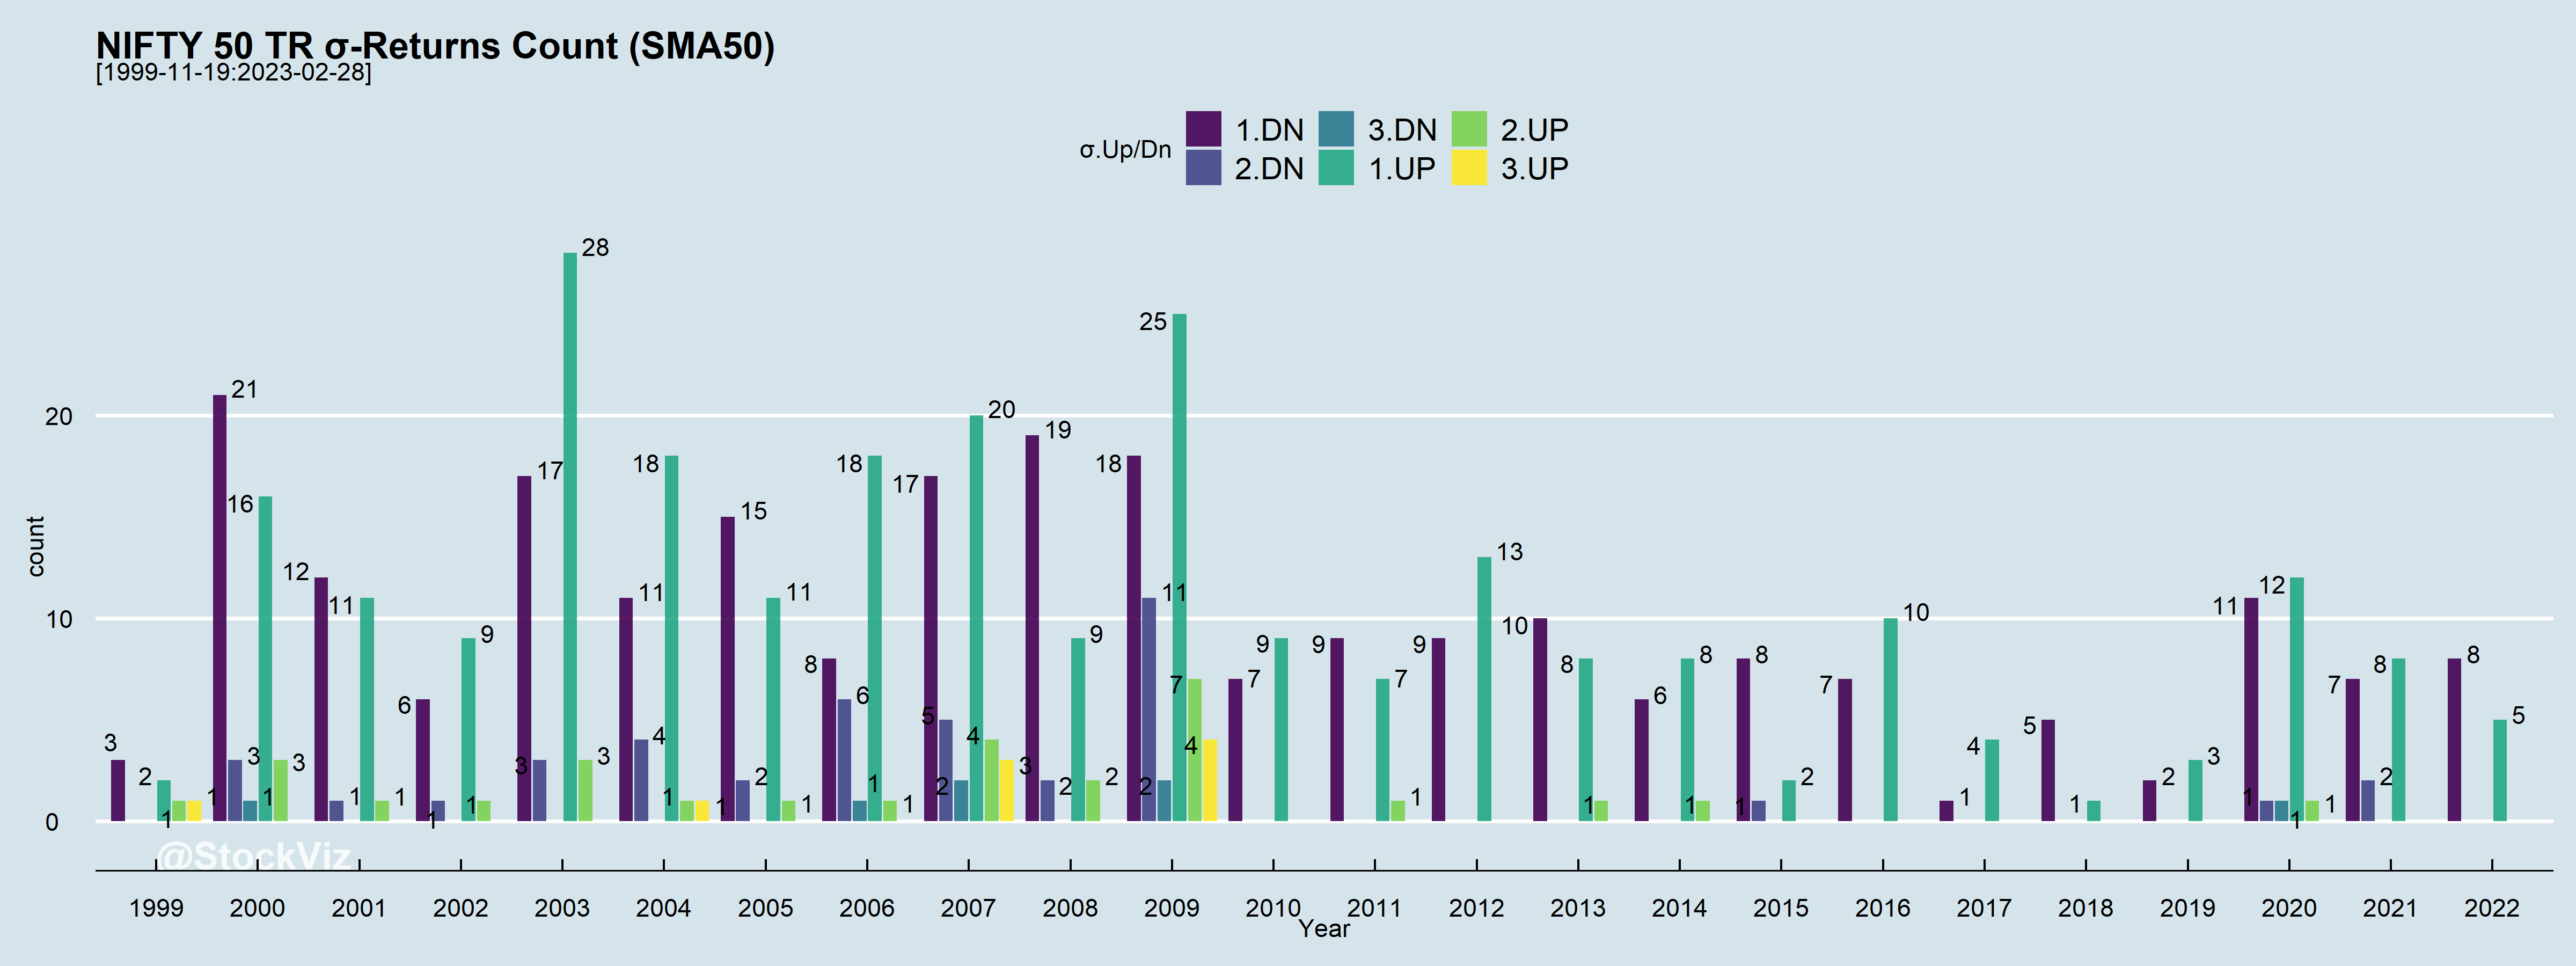 NIFTY 50 TR σ-Returns Count (SMA50)
[1999-11-19:2023-02-28]
σ.Up/Dn
1.DN 3.DN 2.UP
2.DN 1.UP 3.UP
count
20
10
0
3 2 1 1
21 3 1 16 3
12 1 11 1
6 1 9 1
17 3 28 3
11 4 18 1 1
15 2 11 1
8 6 1 18 1
17 5 2 20 4 3
19 2 9 2
18 11 2 25 7 4
7 9
9 7 1
9 13
10 8 1
6 8 1
8 1 2
7 10
1 4
5 1
2 3
11 1 1 12 1
7 2 8
8 5
@StockViz
1999 2000 2001 2002 2003 2004 2005 2006 2007 2008 2009 2010 2011 2012 2013 2014 2015 2016 2017 2018 2019 2020 2021 2022
Year